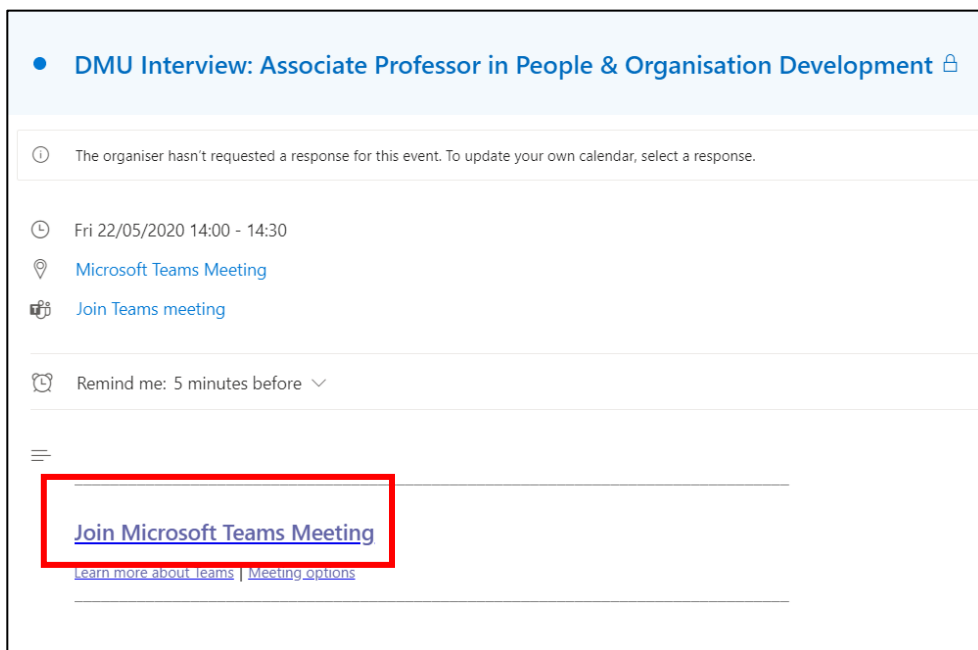 DMU Interview: Associate Professor in People & Organisation Development
The organiser hasn't requested a response for this event. To update your own calendar, select a response.
Fri 22/05/2020 14:00 - 14:30
Microsoft Teams Meeting
Join Teams meeting
Remind me: 5 minutes before
Join Microsoft Teams Meeting
Learn more about Teams | Meeting options